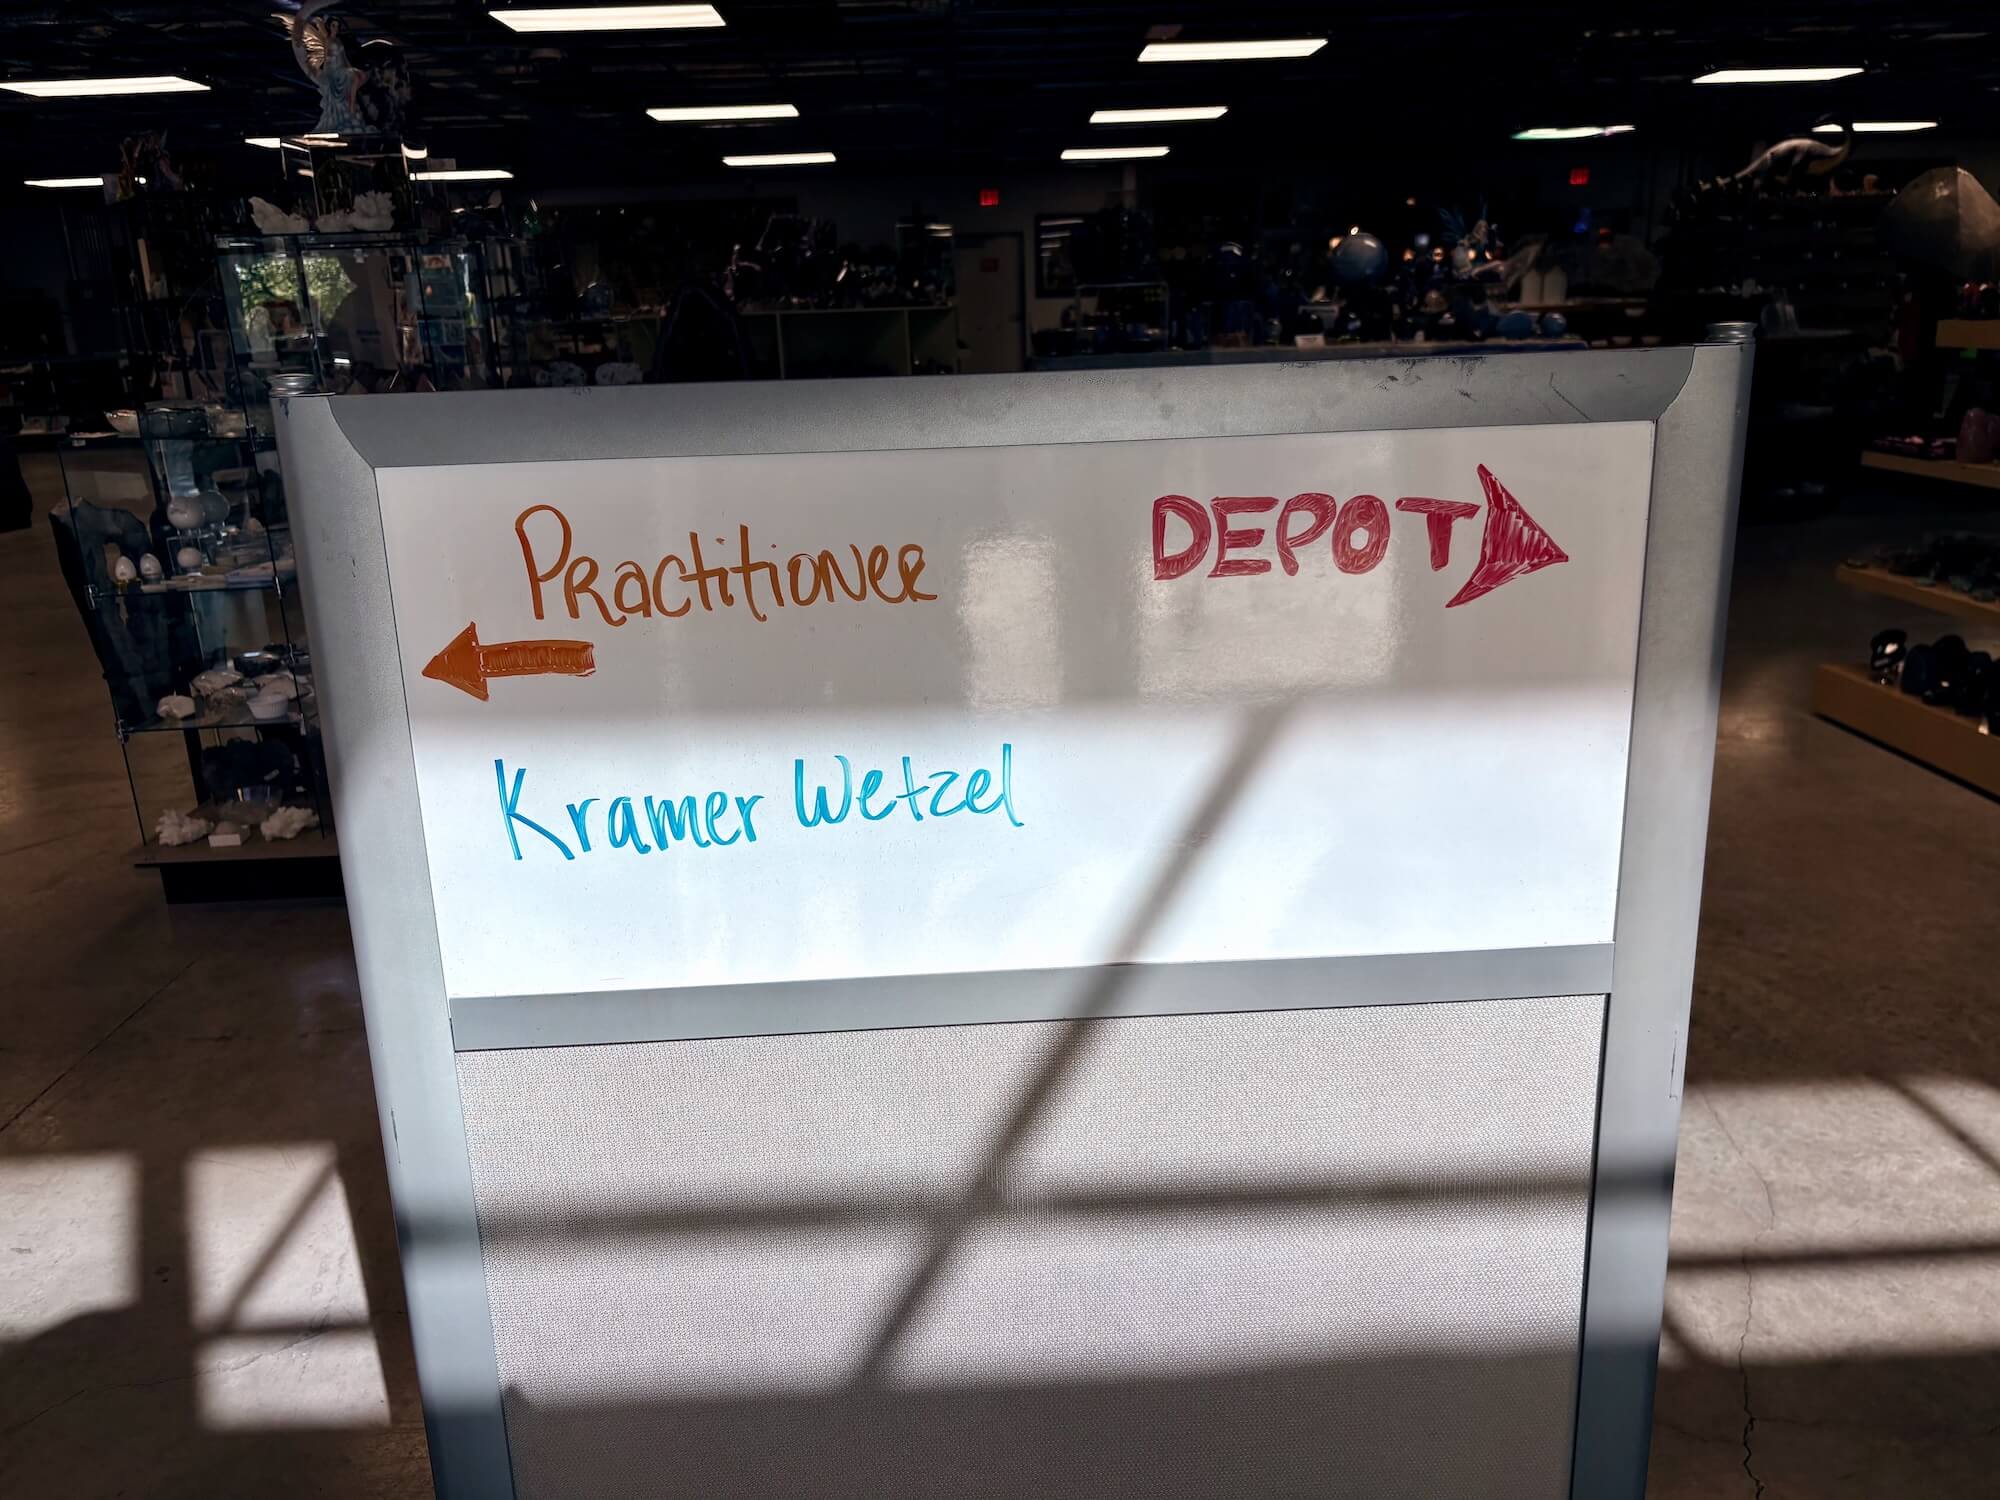 Practitioner
DEPOT
Kramer Wetzel